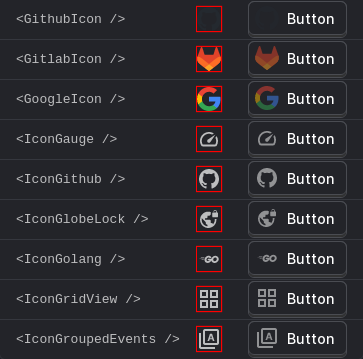 <GithubIcon /> Button
<GitlabIcon /> Button
<GoogleIcon /> Button
<IconGauge /> Button
<IconGithub /> Button
<IconGlobeLock /> Button
<IconGolang /> GO GO Button
<IconGridView /> Button
<IconGroupedEvents /> A A Button